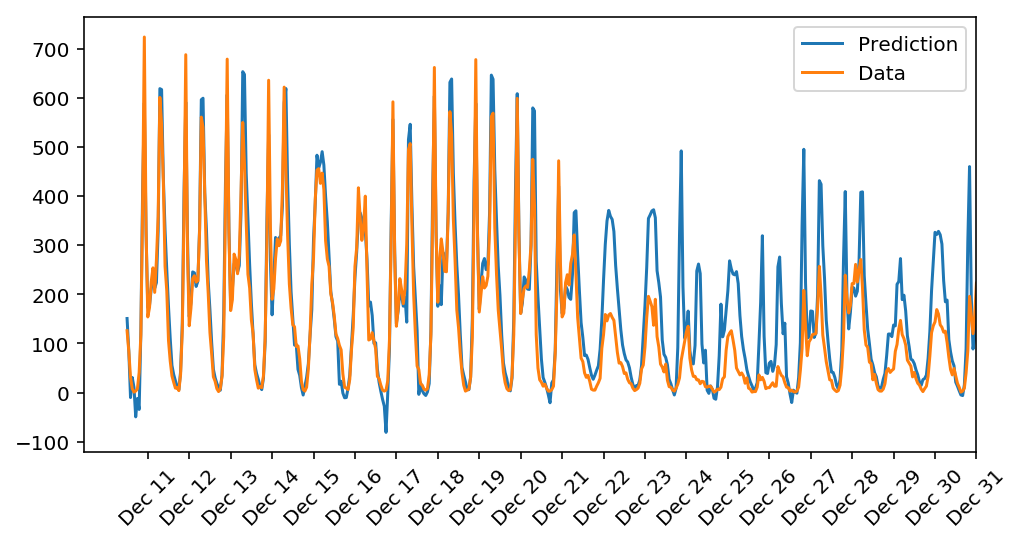 700
600
500
400
300
200
100
0
−100
Prediction
Data
Dec 11
Dec 12
Dec 13
Dec 14
Dec 15
Dec 16
Dec 17
Dec 18
Dec 19
Dec 20
Dec 21
Dec 22
Dec 23
Dec 24
Dec 25
Dec 26
Dec 27
Dec 28
Dec 29
Dec 30
Dec 31